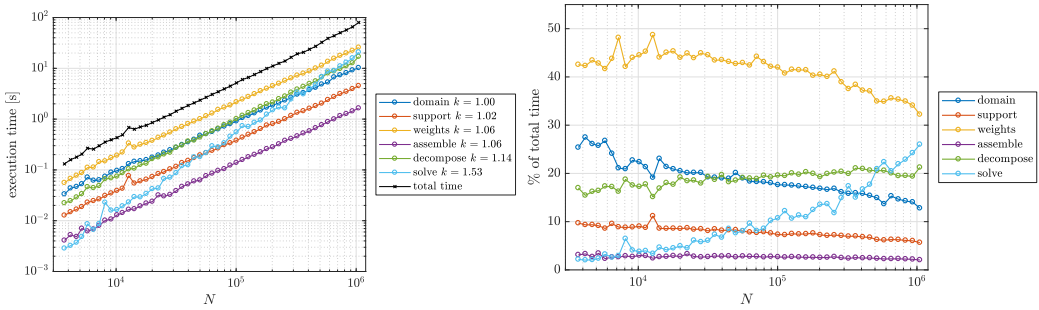 10^2
10^1
10^0
10^{-1}
10^{-2}
10^{-3}
execution time [s]
10^4
10^5
10^6
N
domain k = 1.00
support k = 1.02
weights k = 1.06
assemble k = 1.06
decompose k = 1.14
solve k = 1.53
total time
50
40
30
20
10
0
% of total time
10^4
10^5
10^6
N
domain
support
weights
assemble
decompose
solve